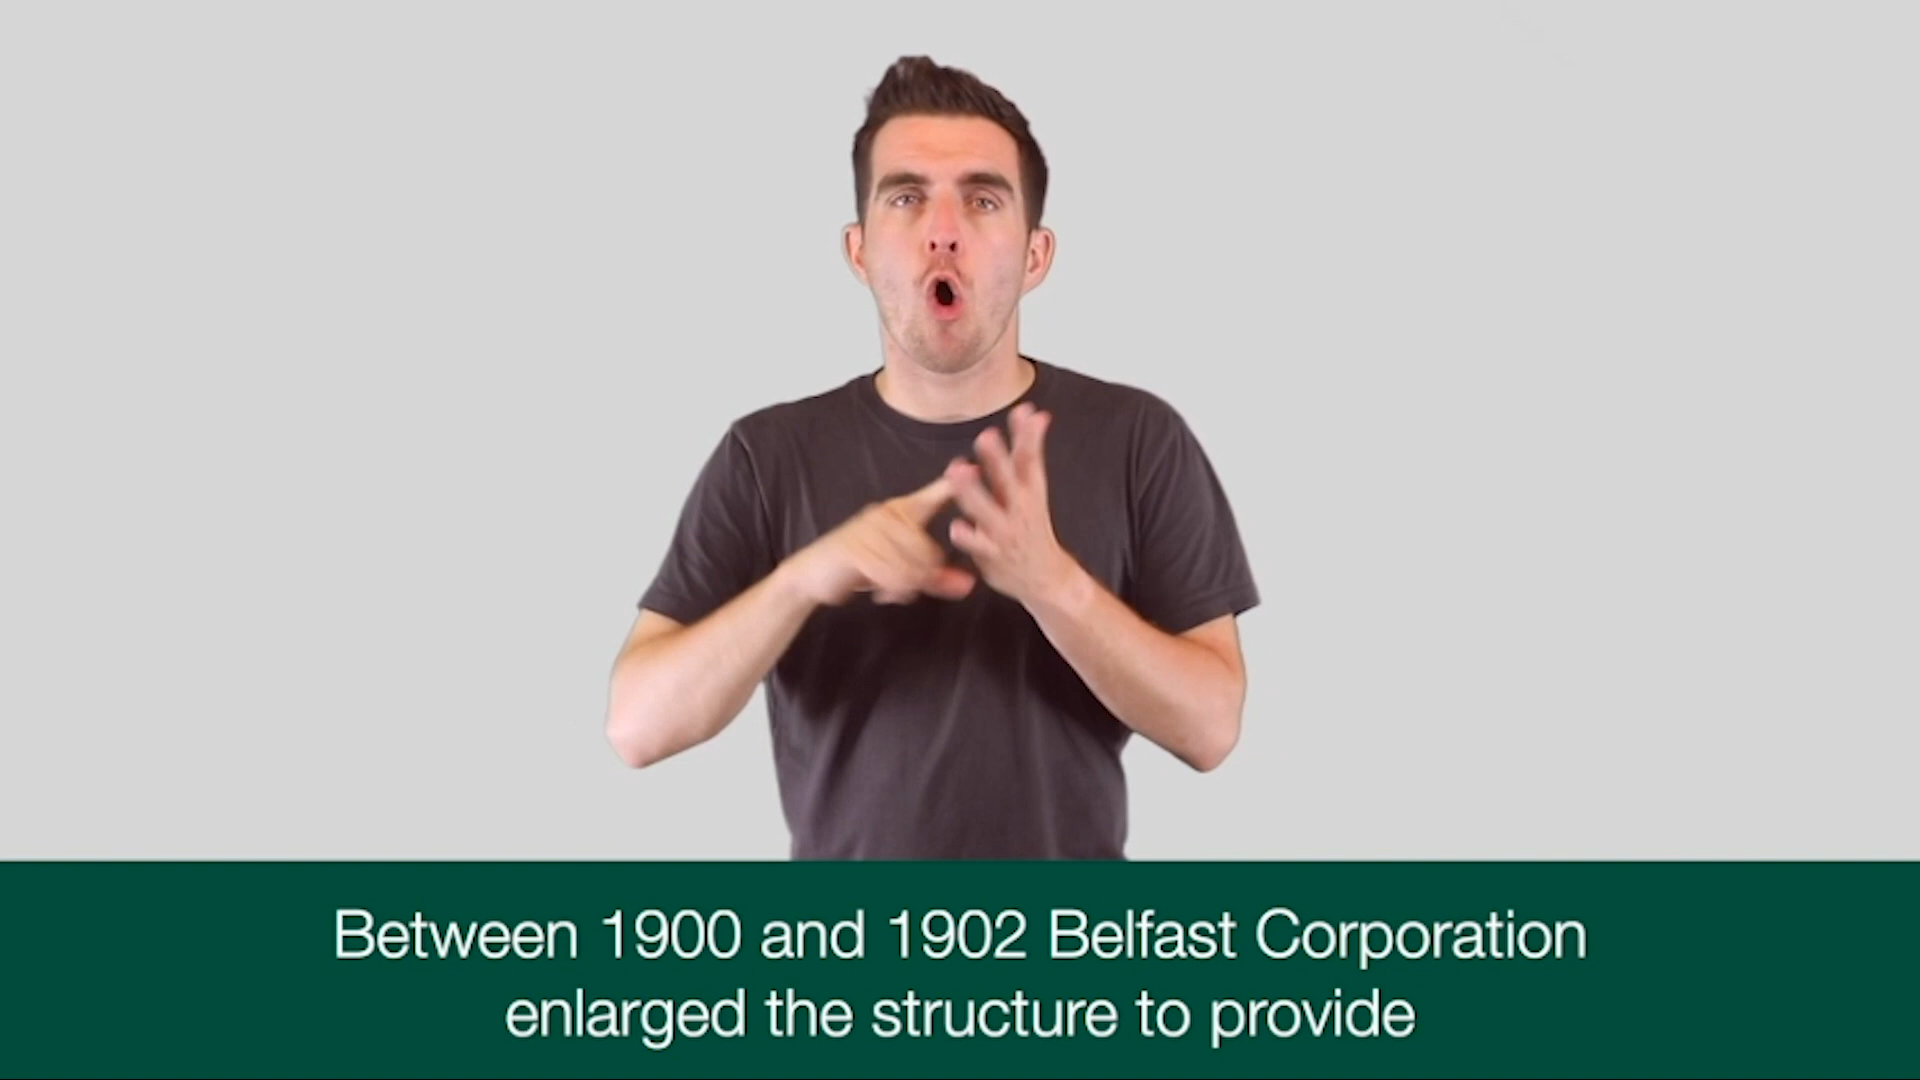 Between 1900 and 1902 Belfast Corporation
enlarged the structure to provide